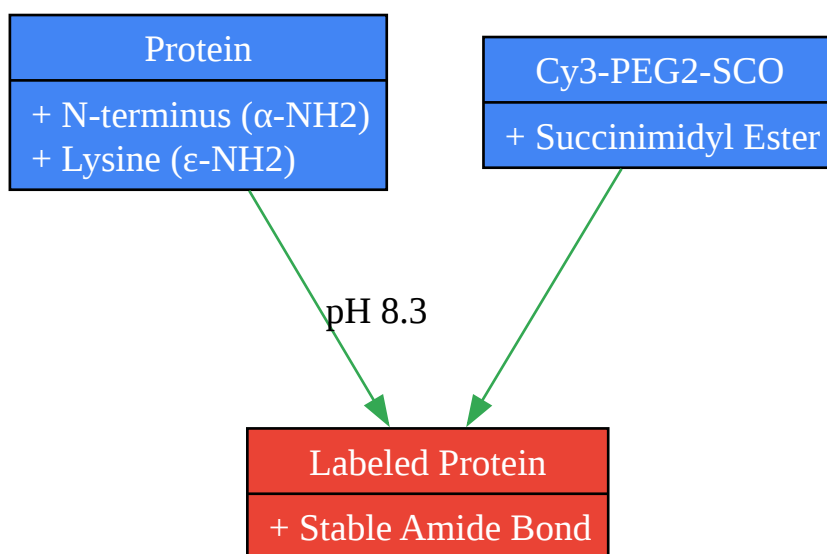 Protein
+ N-terminus (α-NH2)
+ Lysine (ε-NH2)
Cy3-PEG2-SCO
+ Succinimidyl Ester
pH 8.3
Labeled Protein
+ Stable Amide Bond